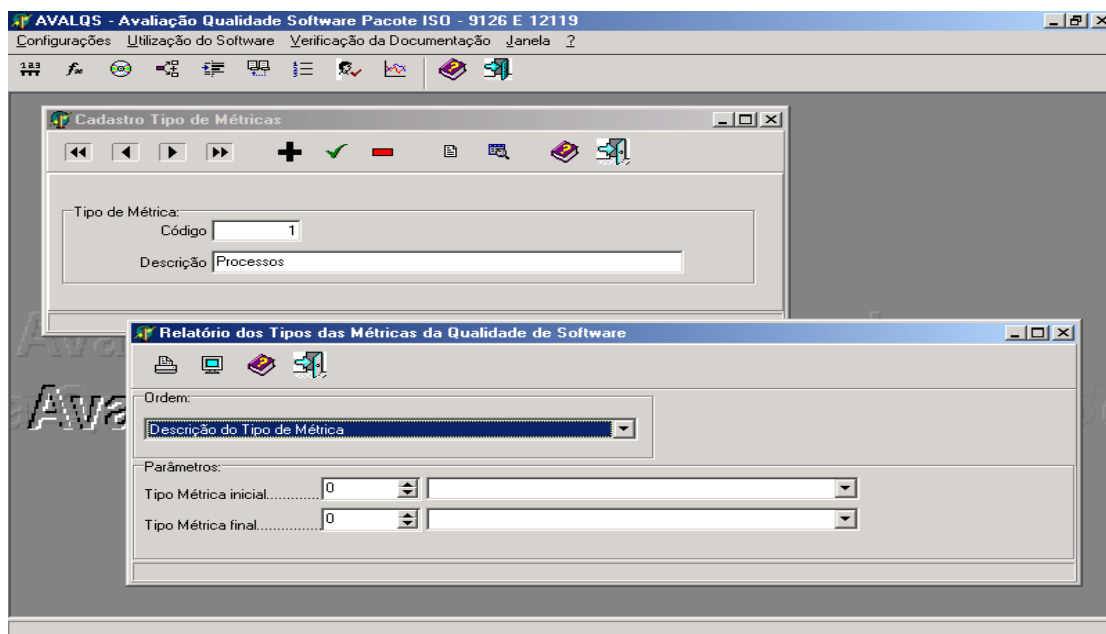 AVALQS - Avaliação Qualidade Software Pacote ISO - 9126 E 12119
Configurações Utilização do Software Verificação da Documentação Janela ?
Cadastro Tipo de Métricas
Tipo de Métrica:
Código 1
Descrição Processos
Relatório dos Tipos das Métricas da Qualidade de Software
Ordem:
Descrição do Tipo de Métrica
Parâmetros:
Tipo Métrica inicial............. 0
Tipo Métrica final............... 0